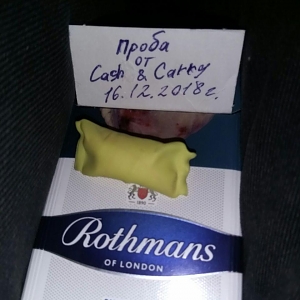 Проба
от
Cash & Carry
16.12.2018г.
Rothmans
OF LONDON